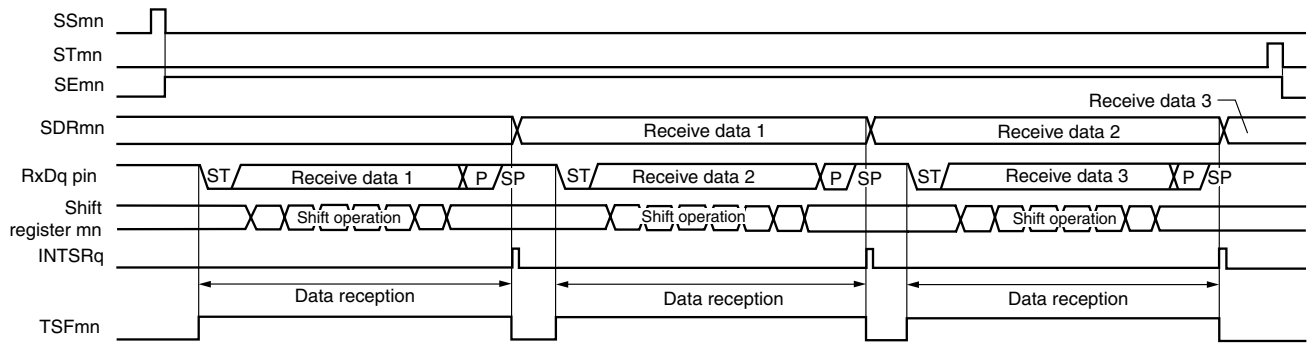 SSmn
STmn
SEmn
Receive data 3
SDRmn
Receive data 1
Receive data 2
RxDq pin
ST
Receive data 1
P
SP
ST
Receive data 2
P
SP
ST
Receive data 3
P
SP
Shift
register mn
Shift operation
Shift operation
Shift operation
INTSRq
Data reception
Data reception
Data reception
TSFmn